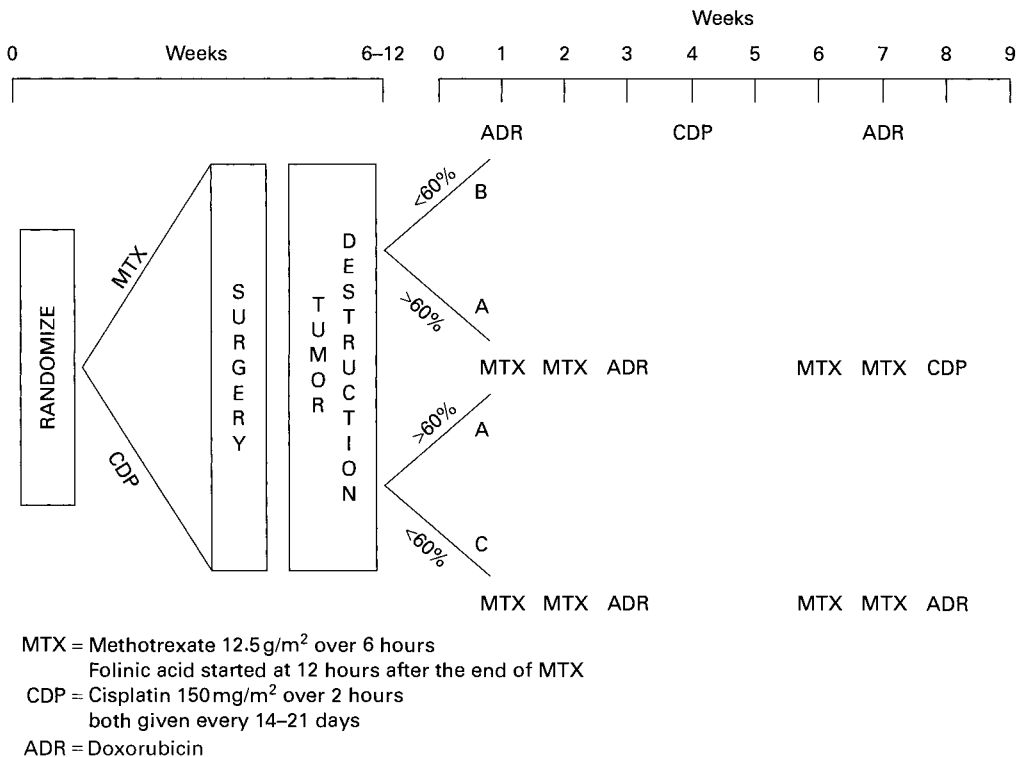 Weeks
0 Weeks 6–12 0 1 2 3 4 5 6 7 8 9
ADR CDP ADR
<60%
B
MTX
>60%
A
MTX MTX ADR MTX MTX CDP
RANDOMIZE
SURGERY
TUMOR
DESTRUCTION
>60%
A
CDP
<60%
C
MTX MTX ADR MTX MTX ADR
MTX = Methotrexate 12.5 g/m² over 6 hours
Folinic acid started at 12 hours after the end of MTX
CDP = Cisplatin 150 mg/m² over 2 hours
both given every 14–21 days
ADR = Doxorubicin